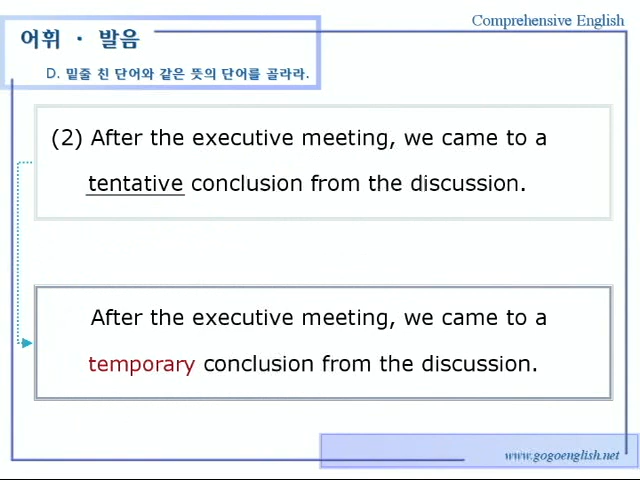 Comprehensive English
어휘 · 발음
D. 밑줄 친 단어와 같은 뜻의 단어를 골라라.
(2) After the executive meeting, we came to a
tentative conclusion from the discussion.
After the executive meeting, we came to a
temporary conclusion from the discussion.
www.gogoenglish.net